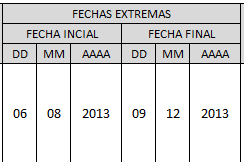 FECHAS EXTREMAS
FECHA INCIAL FECHA FINAL
DD MM AAAA DD MM AAAA
06 08 2013 09 12 2013